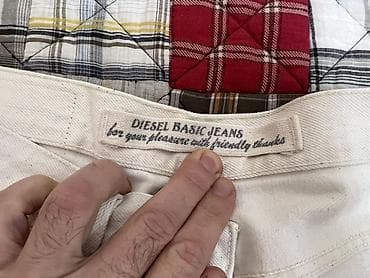 DIESEL BASIC JEANS
for your pleasure with friendly thanks